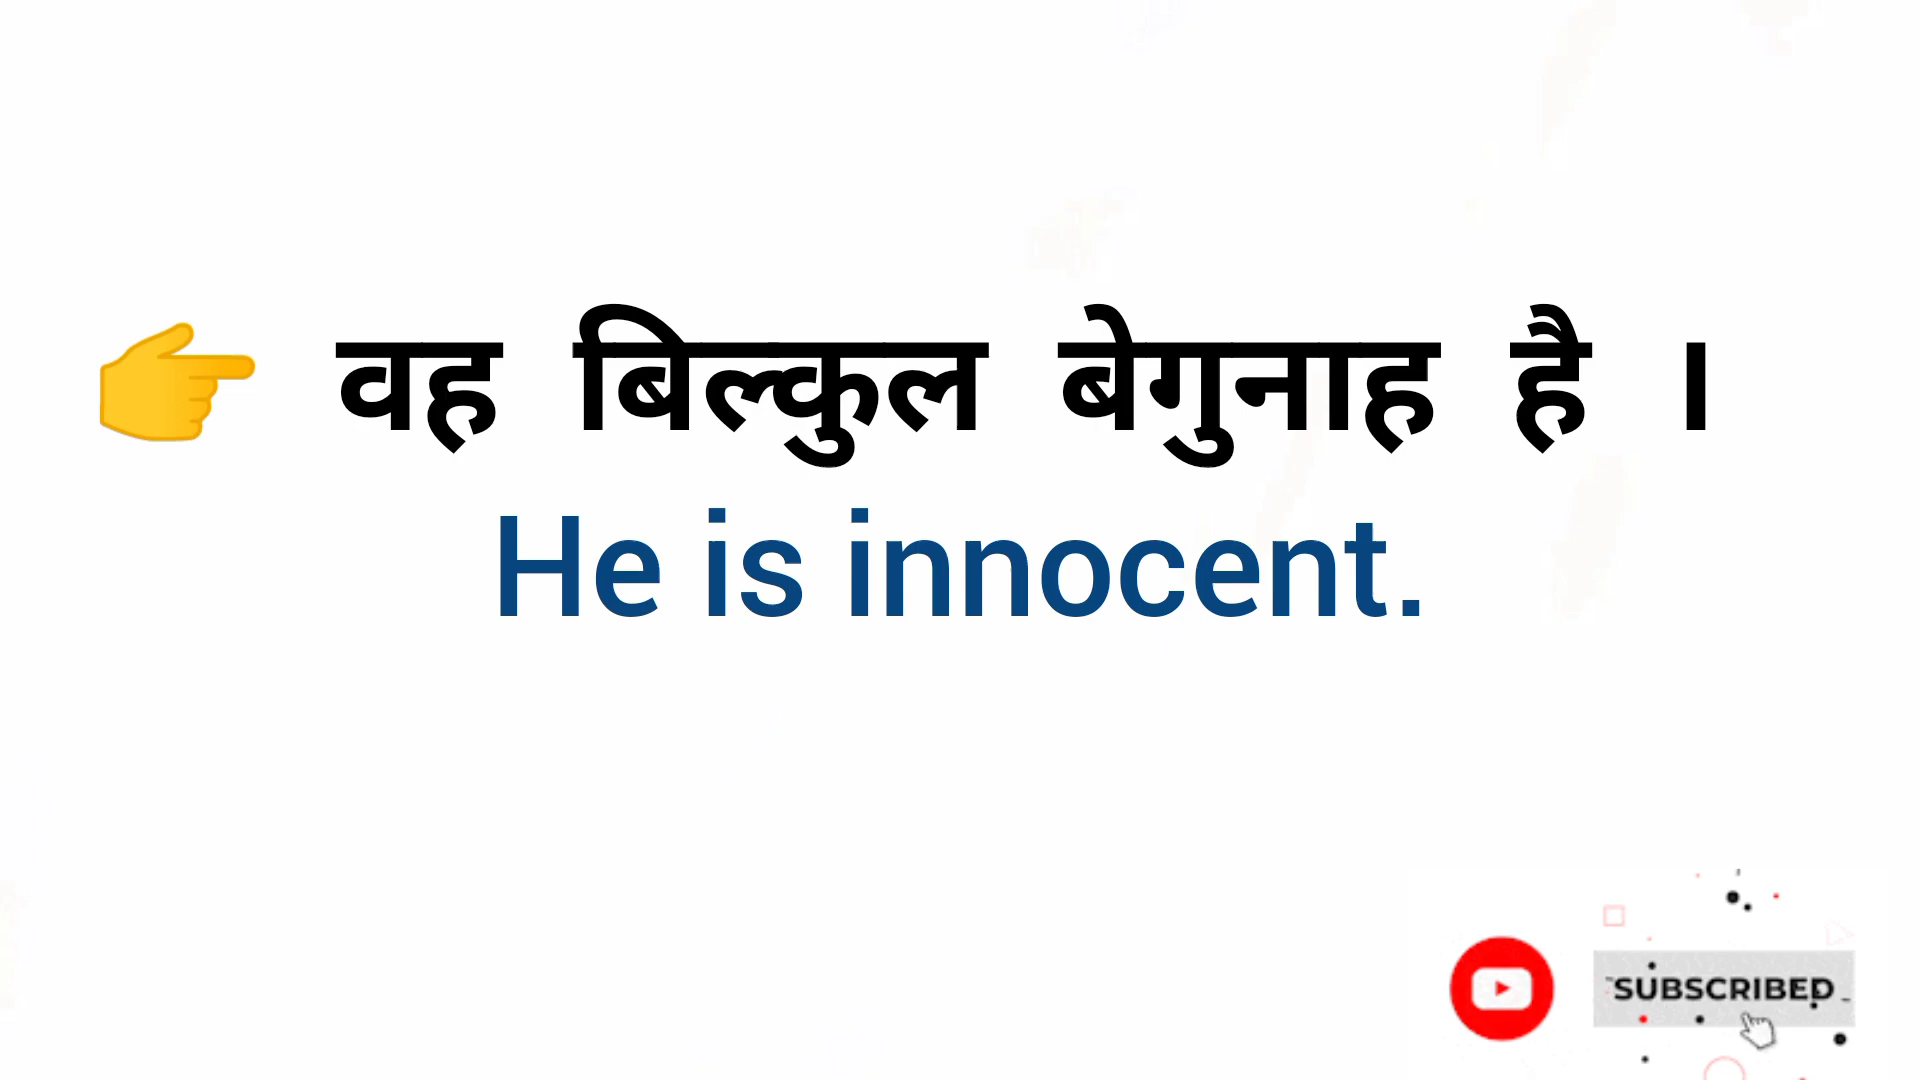 👉 वह बिल्कुल बेगुनाह है ।
He is innocent.
SUBSCRIBED